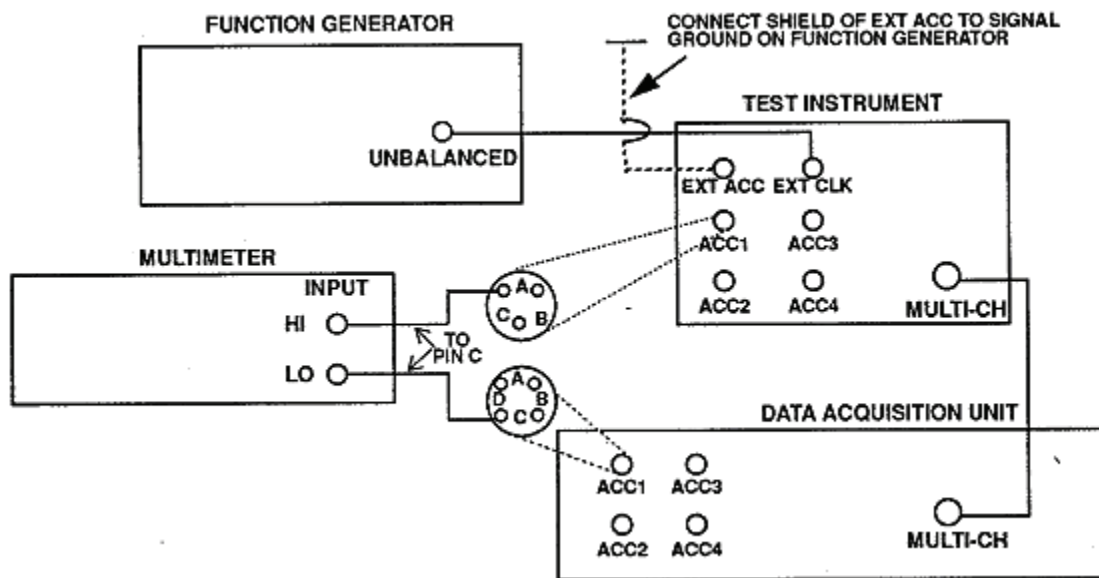 FUNCTION GENERATOR
CONNECT SHIELD OF EXT ACC TO SIGNAL
GROUND ON FUNCTION GENERATOR
UNBALANCED
TEST INSTRUMENT
EXT ACC EXT CLK
ACC1 ACC3
ACC2 ACC4
MULTI-CH
MULTIMETER
INPUT
HI
LO
TO
PIN C
A
C B
A
D B
C
DATA ACQUISITION UNIT
ACC1 ACC3
ACC2 ACC4
MULTI-CH